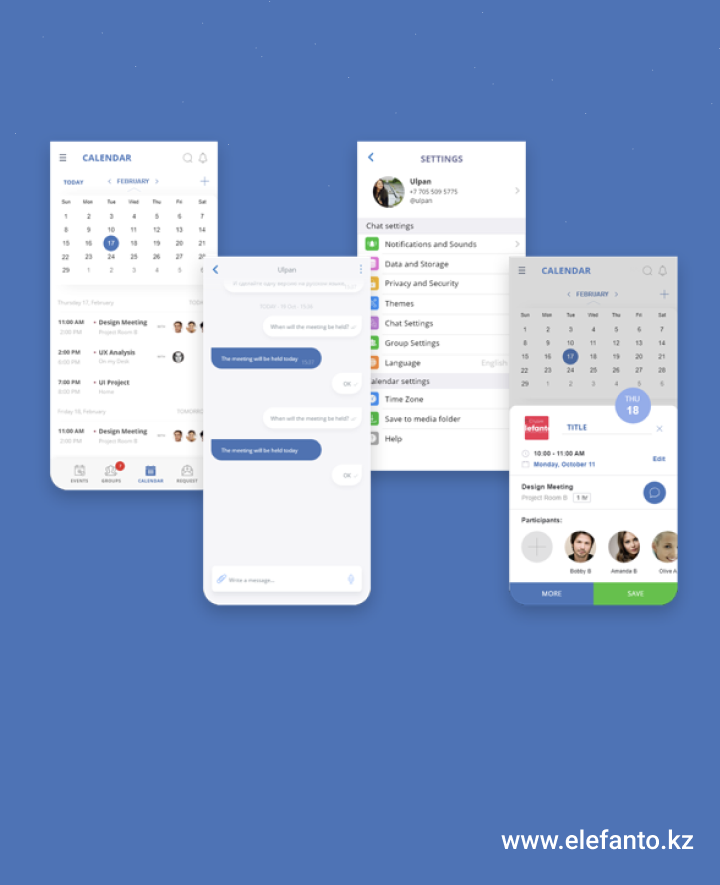 CALENDAR
TODAY
FEBRUARY
Sun Mon Tue Wed Thu Fri Sat
1 2 3 4 5 6 7
8 9 10 11 12 13 14
15 16 17 18 19 20 21
22 23 24 25 26 27 28
29 1 2 3 4 5 6
Thursday 17, February
11:00 AM • Design Meeting
2:00 PM Project Room B
2:00 PM • UX Analysis
6:00 PM On my Desk
7:00 PM • UI Project
8:00 PM Home
Friday 18, February TOMORRO
11:00 AM • Design Meeting
2:00 PM Project Room B
EVENTS GROUPS CALENDAR REQUEST
Ulpan
When will the meeting be held?
The meeting will be held today 15:27
OK
When will the meeting be held?
The meeting will be held today
OK
Write a message...
SETTINGS
Ulpan
+7 705 509 5775
@ulpan
Chat settings
Notifications and Sounds
Data and Storage
Privacy and Security
Themes
Chat Settings
Group Settings
Language English
alendar settings
Time Zone
Save to media folder
Help
CALENDAR
FEBRUARY
Sun Mon Tue Wed Thu Fri Sat
1 2 3 4 5 6 7
8 9 10 11 12 13 14
15 16 17 18 19 20 21
22 23 24 25 26 27 28
29 1 2 3 4 5 6
THU
18
lefant
TITLE
10:00 - 11:00 AM
Monday, October 11
Edit
Design Meeting
Project Room B 1 hr
Participants:
Bobby B Amanda B Olive A
MORE SAVE
www.elefanto.kz